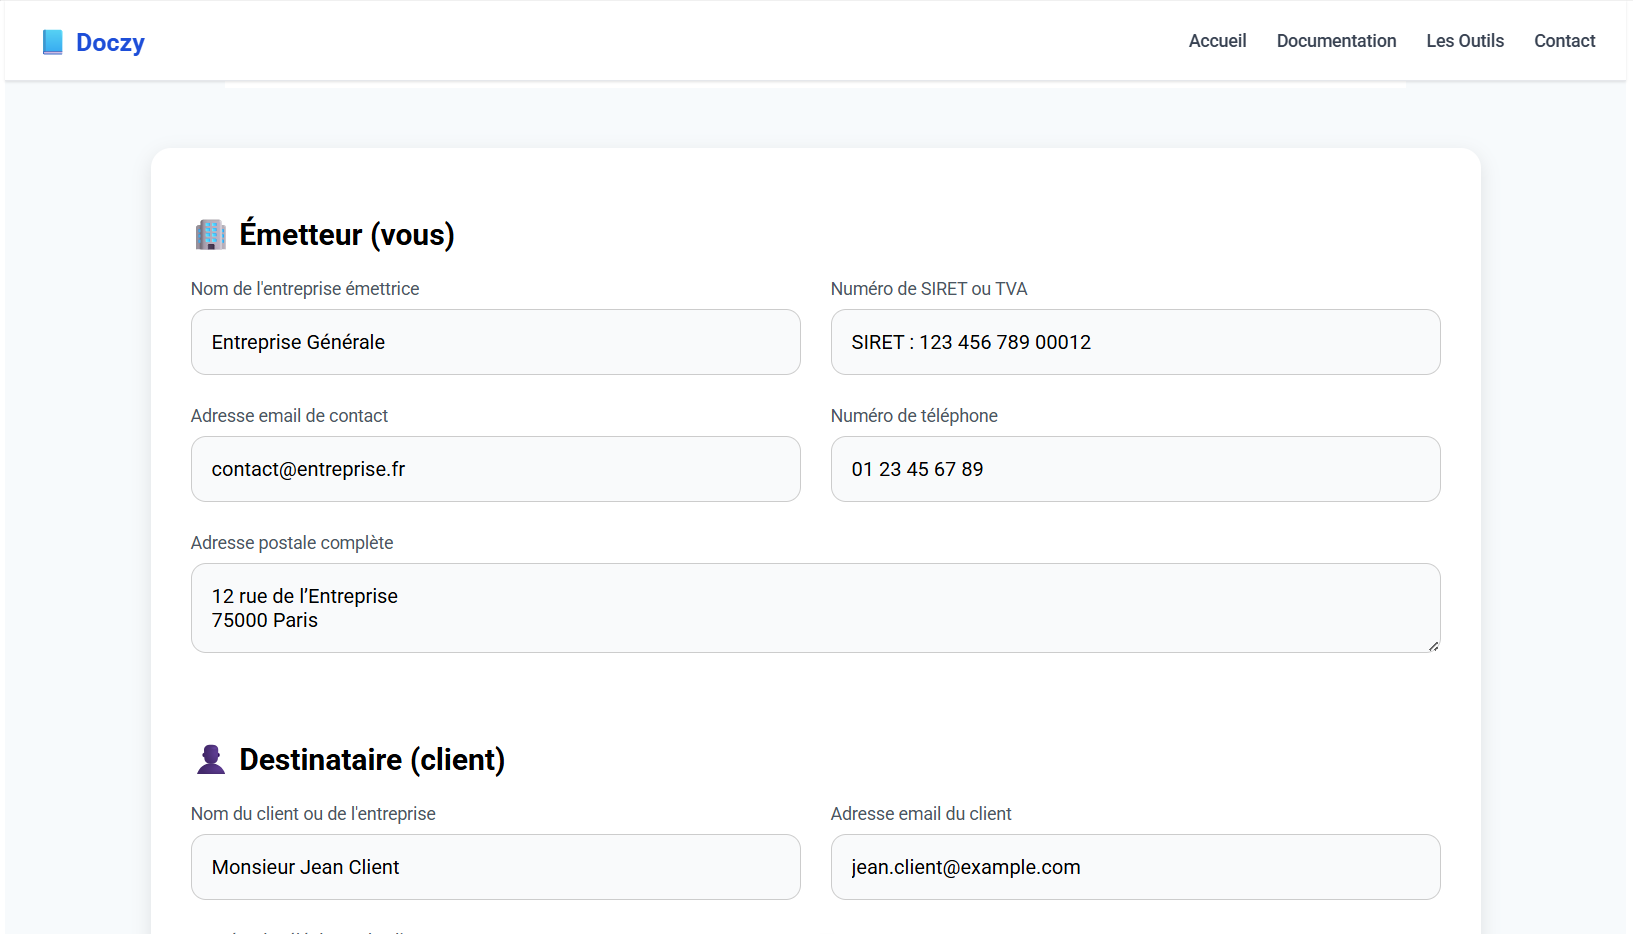 Doczy
Accueil Documentation Les Outils Contact
Émetteur (vous)
Nom de l'entreprise émettrice
Numéro de SIRET ou TVA
Entreprise Générale
SIRET : 123 456 789 00012
Adresse email de contact
Numéro de téléphone
contact@entreprise.fr
01 23 45 67 89
Adresse postale complète
12 rue de l’Entreprise
75000 Paris
Destinataire (client)
Nom du client ou de l'entreprise
Adresse email du client
Monsieur Jean Client
jean.client@example.com